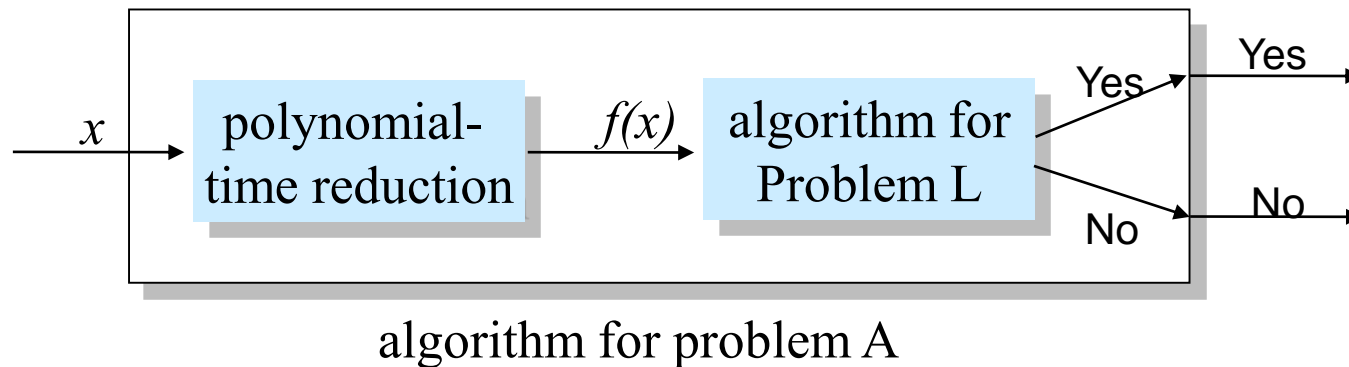 x
polynomial-
time reduction
f(x)
algorithm for
Problem L
Yes
No
Yes
No
algorithm for problem A